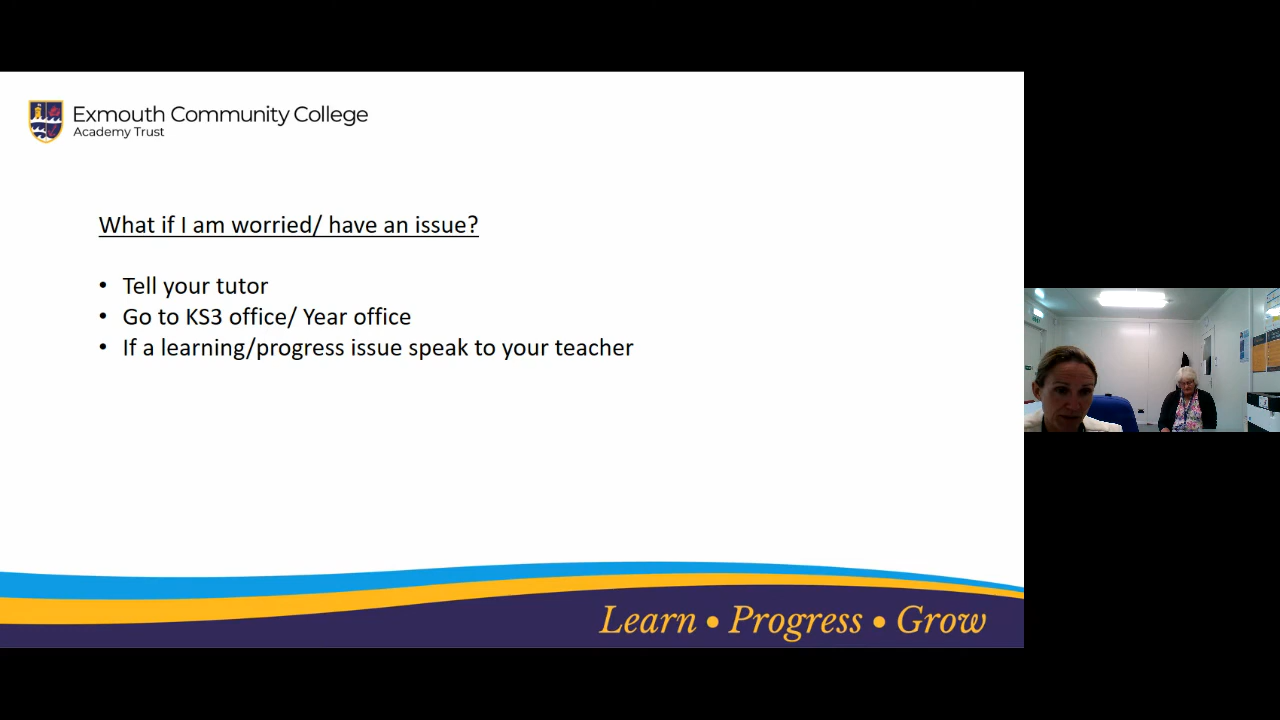 Exmouth Community College
Academy Trust
What if I am worried/ have an issue?
• Tell your tutor
• Go to KS3 office/ Year office
• If a learning/progress issue speak to your teacher
Learn • Progress • Grow